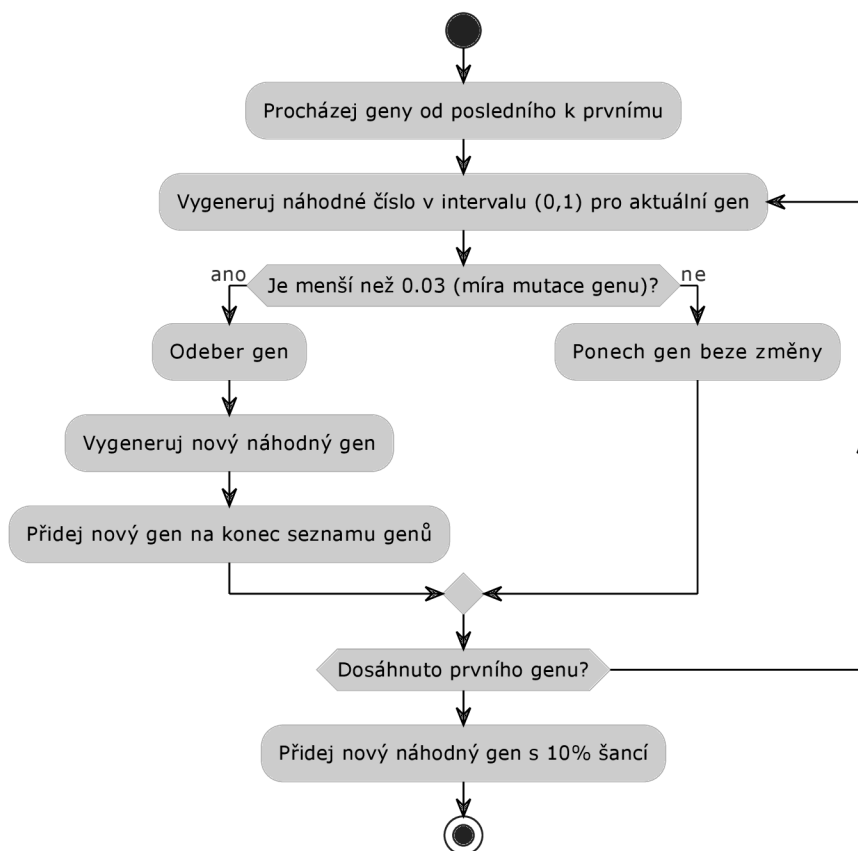 Procházej geny od posledního k prvnímu
Vygeneruj náhodné číslo v intervalu (0,1) pro aktuální gen
ano
Je menší než 0.03 (míra mutace genu)?
ne
Odeber gen
Ponech gen beze změny
Vygeneruj nový náhodný gen
Přidej nový gen na konec seznamu genů
Dosáhnuto prvního genu?
Přidej nový náhodný gen s 10% šancí